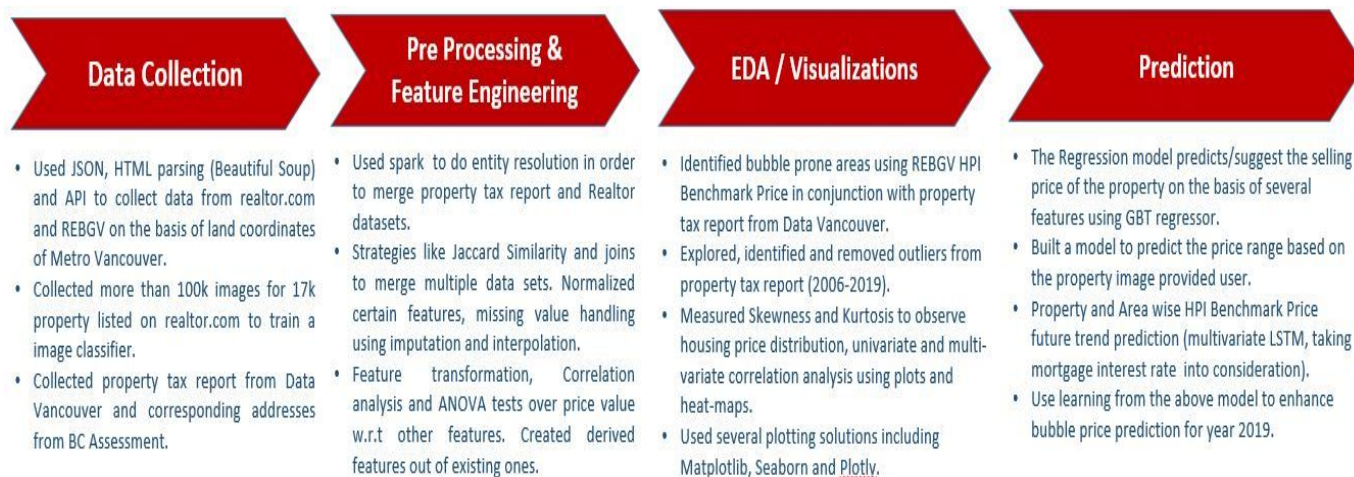 Data Collection
• Used JSON, HTML parsing (Beautiful Soup)
and API to collect data from realtor.com
and REBGV on the basis of land coordinates
of Metro Vancouver.
• Collected more than 100k images for 17k
property listed on realtor.com to train a
image classifier.
• Collected property tax report from Data
Vancouver and corresponding addresses
from BC Assessment.
Pre Processing &
Feature Engineering
• Used spark to do entity resolution in order
to merge property tax report and Realtor
datasets.
• Strategies like Jaccard Similarity and joins
to merge multiple data sets. Normalized
certain features, missing value handling
using imputation and interpolation.
• Feature transformation, Correlation
analysis and ANOVA tests over price value
w.r.t other features. Created derived
features out of existing ones.
EDA / Visualizations
• Identified bubble prone areas using REBGV HPI
Benchmark Price in conjunction with property
tax report from Data Vancouver.
• Explored, identified and removed outliers from
property tax report (2006-2019).
• Measured Skewness and Kurtosis to observe
housing price distribution, univariate and multi-
variate correlation analysis using plots and
heat-maps.
• Used several plotting solutions including
Matplotlib, Seaborn and Plotly.
Prediction
• The Regression model predicts/suggest the selling
price of the property on the basis of several
features using GBT regressor.
• Built a model to predict the price range based on
the property image provided user.
• Property and Area wise HPI Benchmark Price
future trend prediction (multivariate LSTM, taking
mortgage interest rate into consideration).
• Use learning from the above model to enhance
bubble price prediction for year 2019.